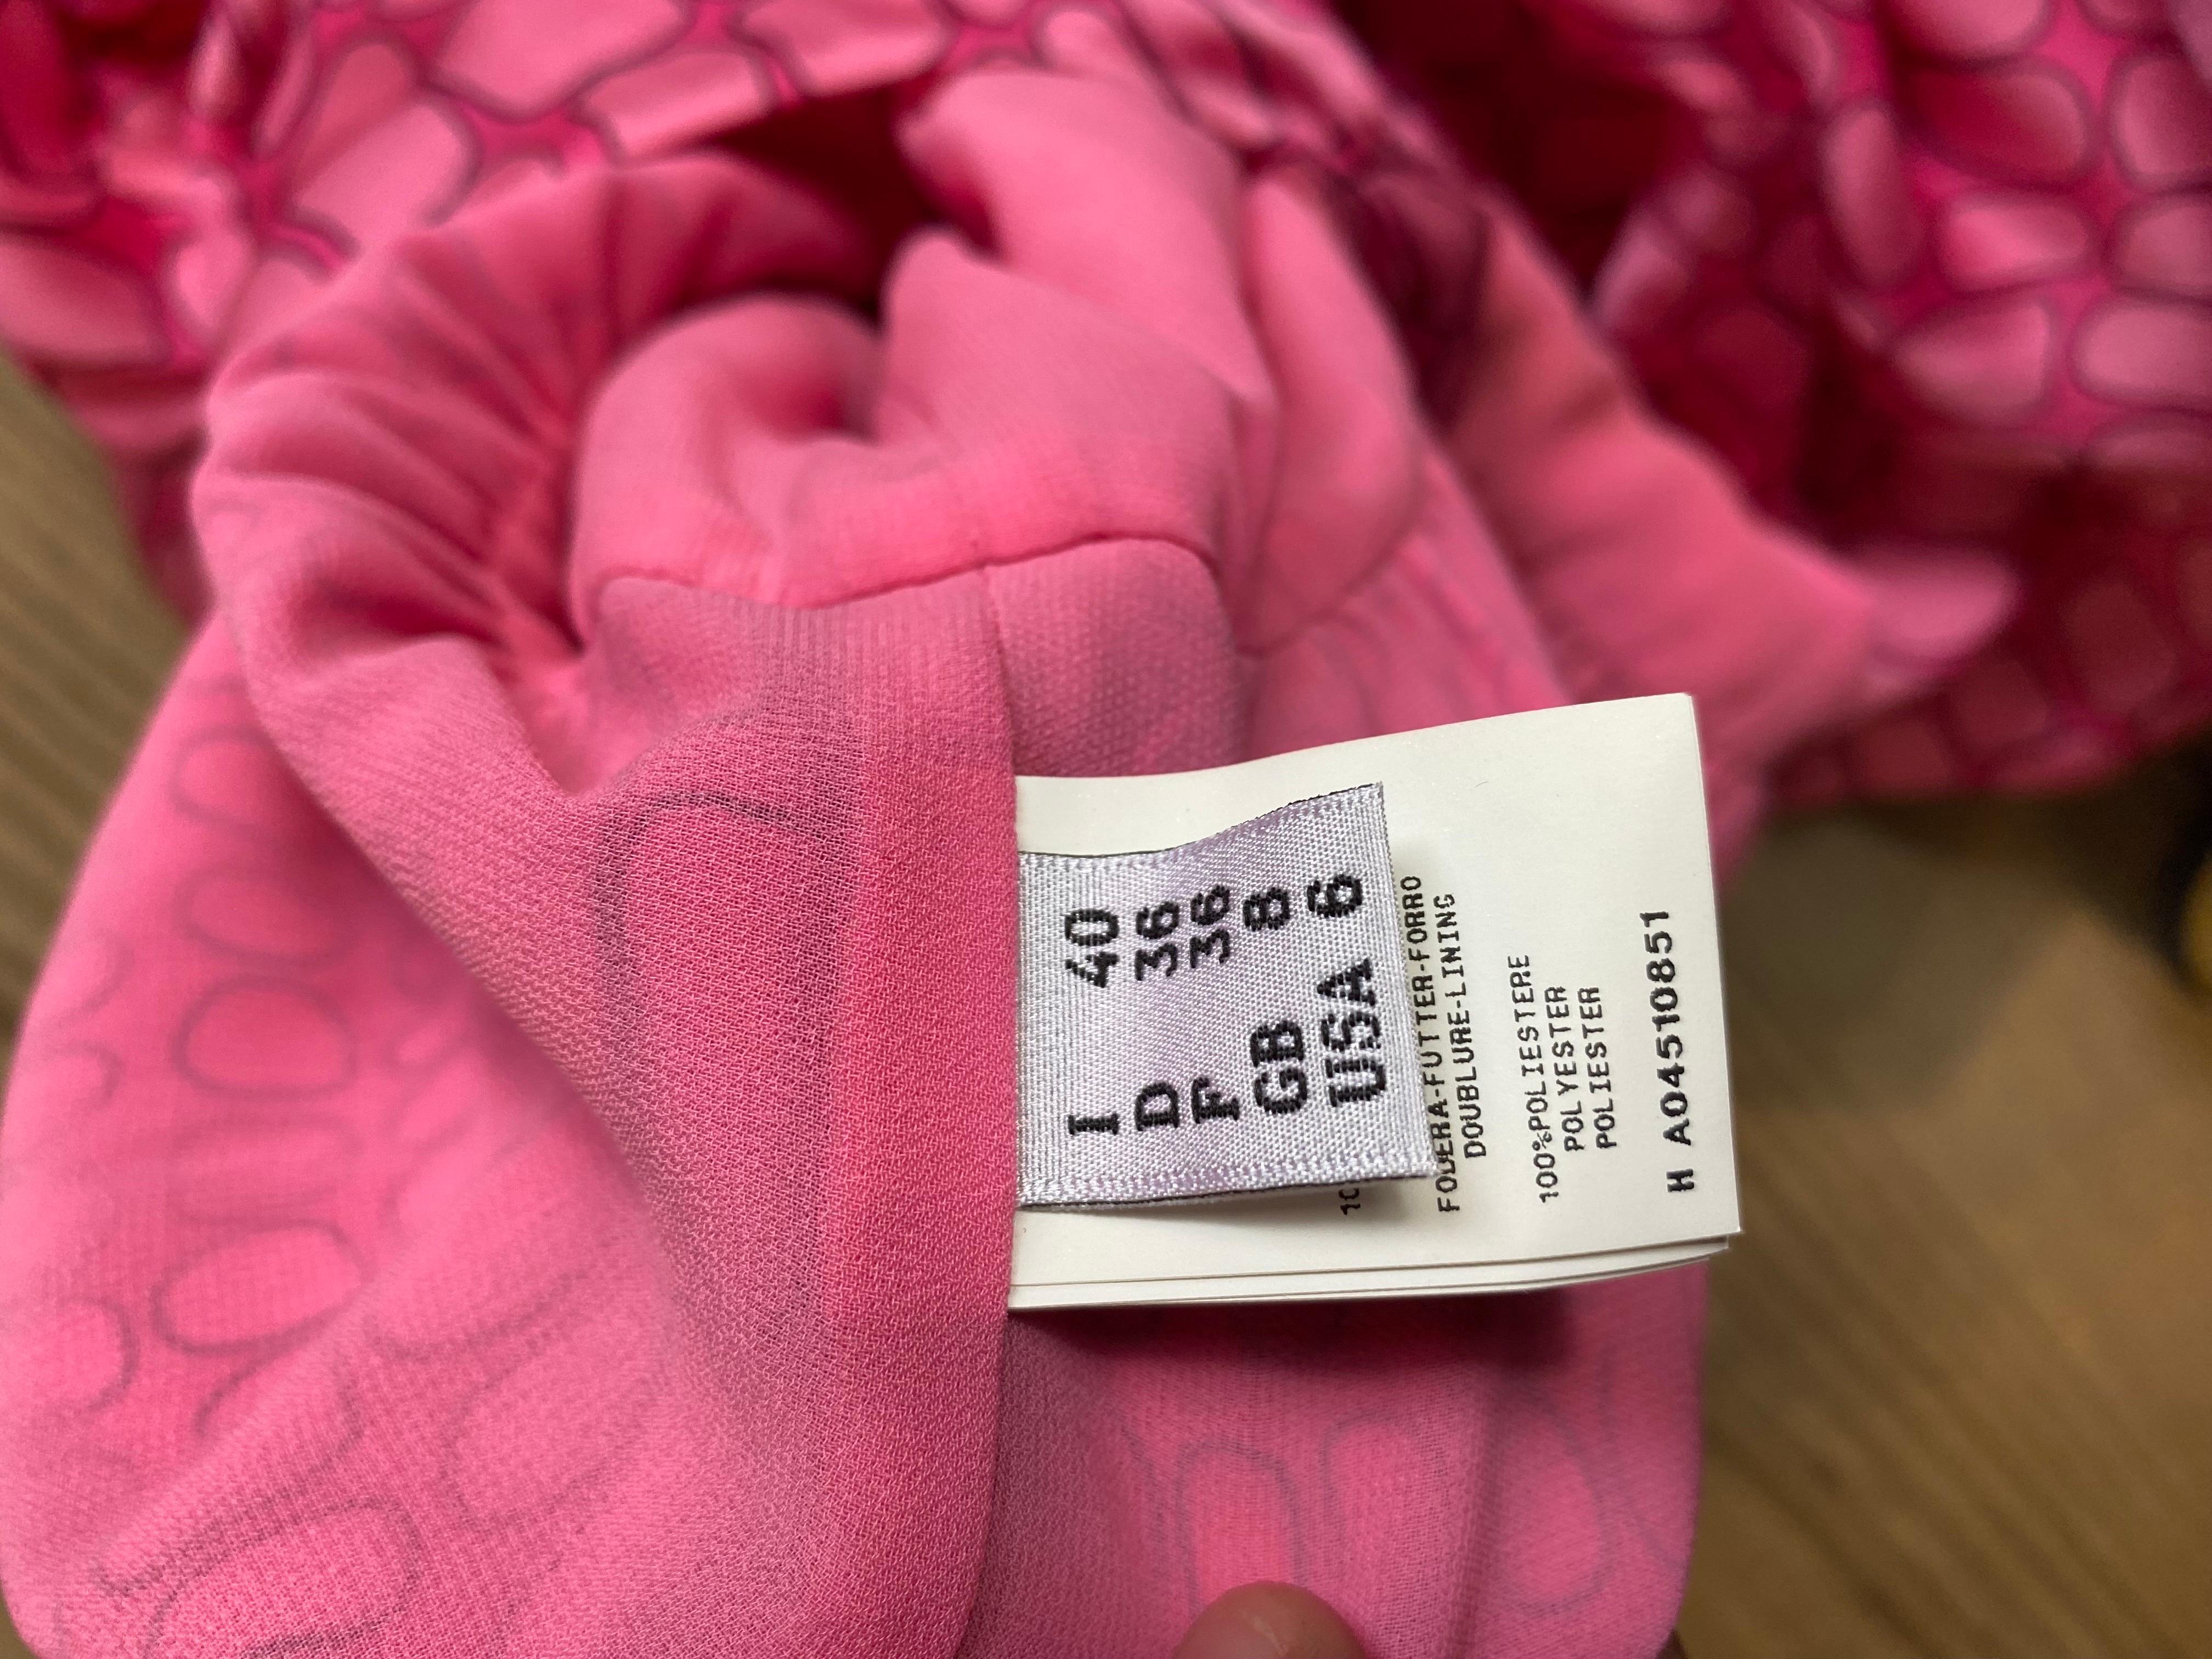 I 40
D 36
F 36
GB 8
USA 6
FODERA-FUTTER-FORRO
DOUBLURE-LINING
100%POLIESTERE
POLYESTER
POLIESTER
H A04510851